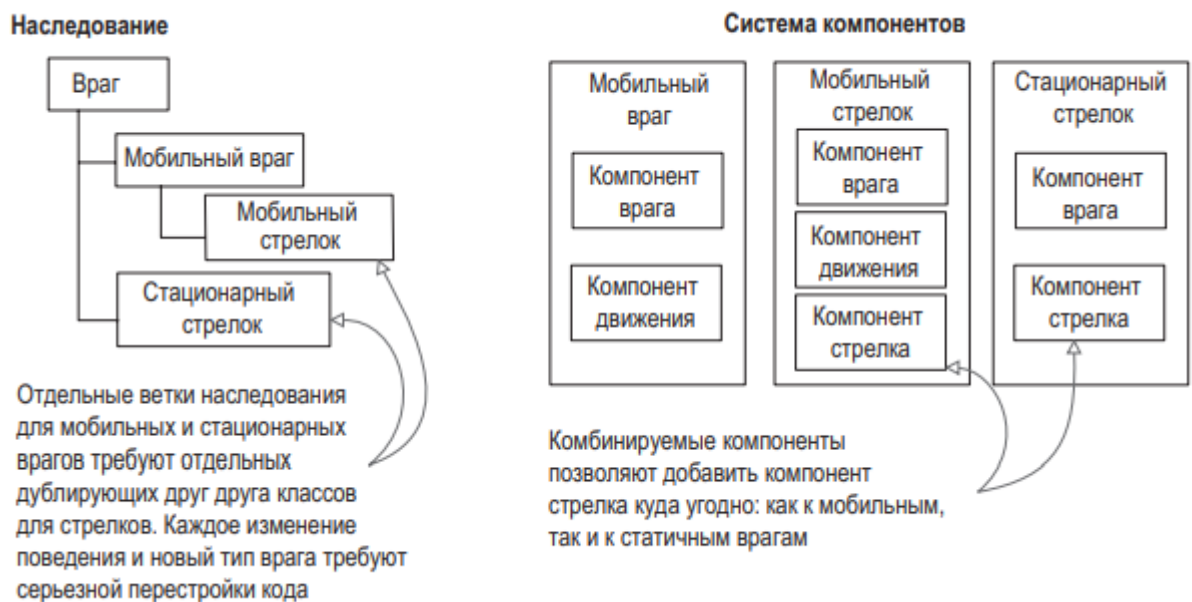 Наследование
Враг
Мобильный враг
Мобильный
стрелок
Стационарный
стрелок
Отдельные ветки наследования
для мобильных и стационарных
врагов требуют отдельных
дублирующих друг друга классов
для стрелков. Каждое изменение
поведения и новый тип врага требуют
серьезной перестройки кода
Система компонентов
Мобильный
враг
Компонент
врага
Компонент
движения
Мобильный
стрелок
Компонент
врага
Компонент
движения
Компонент
стрелка
Стационарный
стрелок
Компонент
врага
Компонент
стрелка
Комбинируемые компоненты
позволяют добавить компонент
стрелка куда угодно: как к мобильным,
так и к статичным врагам